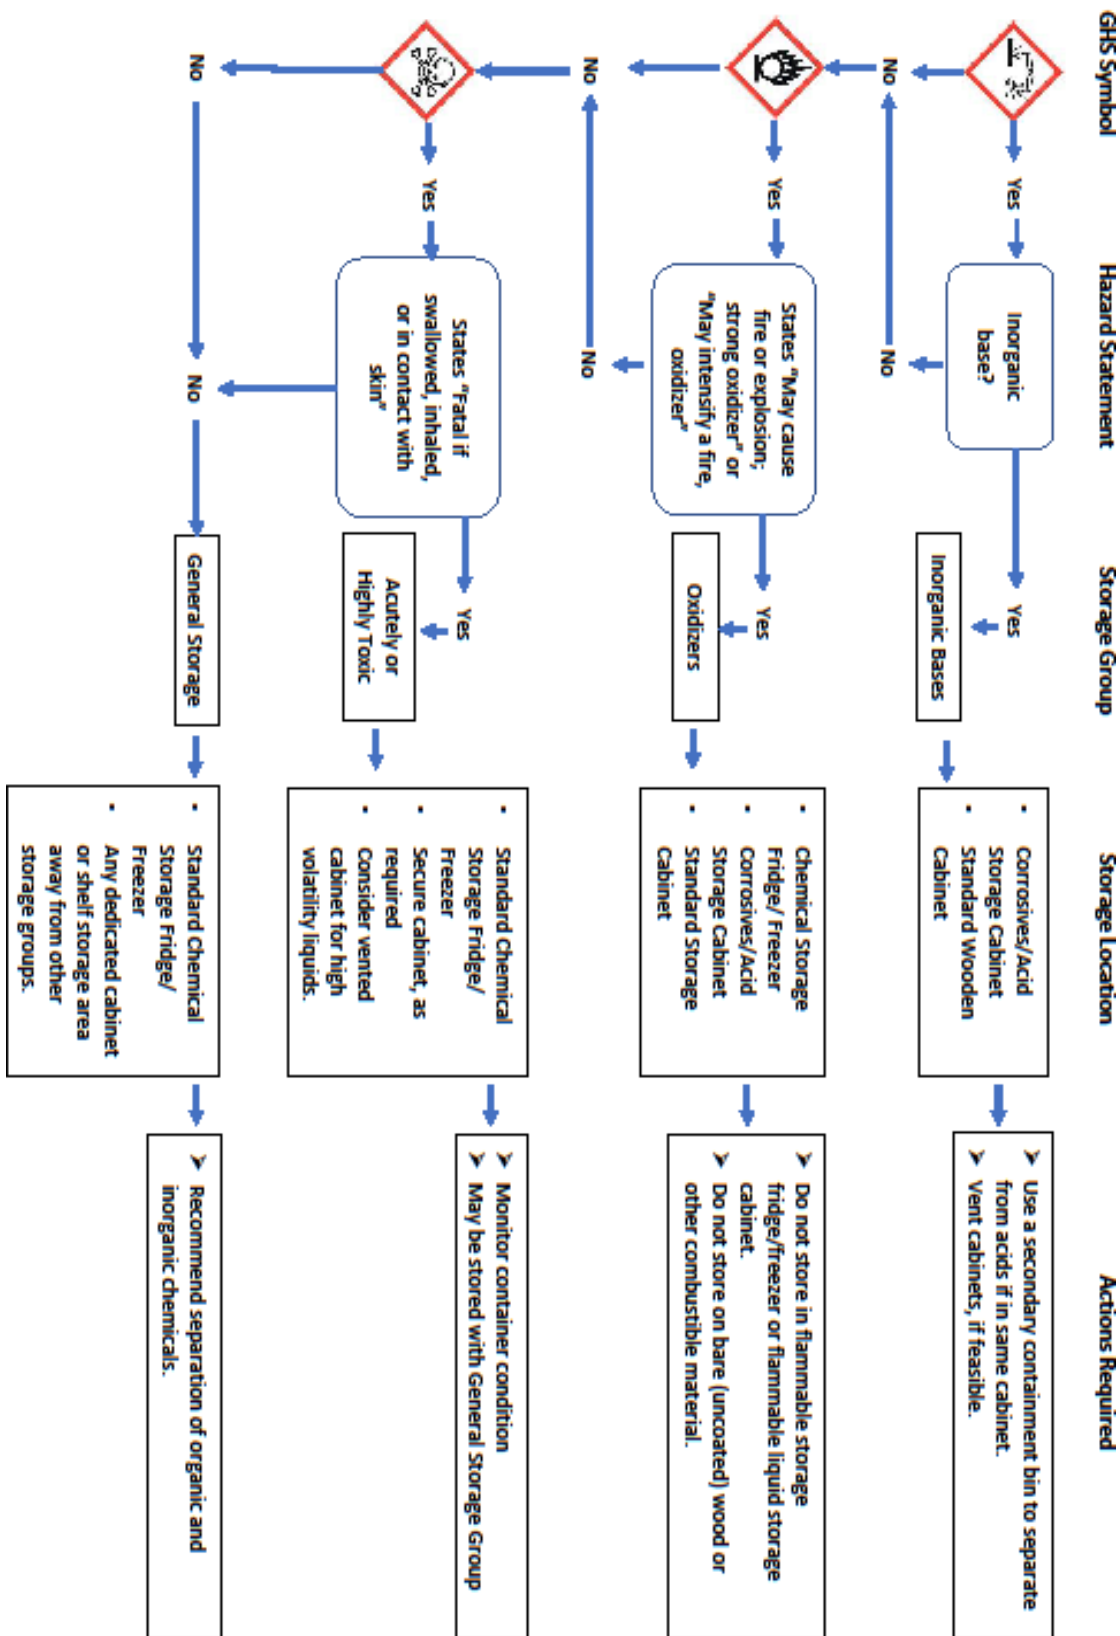 GHS Symbol
Hazard Statement
Storage Group
Storage Location
Actions Required
Yes
Inorganic
base?
Yes
Inorganic Bases
▪ Corrosives/Acid
Storage Cabinet
▪ Standard Wooden
Cabinet
➤ Use a secondary containment bin to separate
from acids if in same cabinet.
➤ Vent cabinets, if feasible.
No
No
Yes
States “May cause
fire or explosion;
strong oxidizer” or
“May intensify a fire,
oxidizer”
Yes
Oxidizers
▪ Chemical Storage
Fridge/ Freezer
▪ Corrosives/Acid
Storage Cabinet
▪ Standard Storage
Cabinet
➤ Do not store in flammable storage
fridge/freezer or flammable liquid storage
cabinet.
➤ Do not store on bare (uncoated) wood or
other combustible material.
No
No
Yes
States “Fatal if
swallowed, inhaled,
or in contact with
skin”
Yes
Acutely or
Highly Toxic
▪ Standard Chemical
Storage Fridge/
Freezer
▪ Secure cabinet, as
required
▪ Consider vented
cabinet for high
volatility liquids.
➤ Monitor container condition
➤ May be stored with General Storage Group
No
No
General Storage
▪ Standard Chemical
Storage Fridge/
Freezer
▪ Any dedicated cabinet
or shelf storage area
away from other
storage groups.
➤ Recommend separation of organic and
inorganic chemicals.